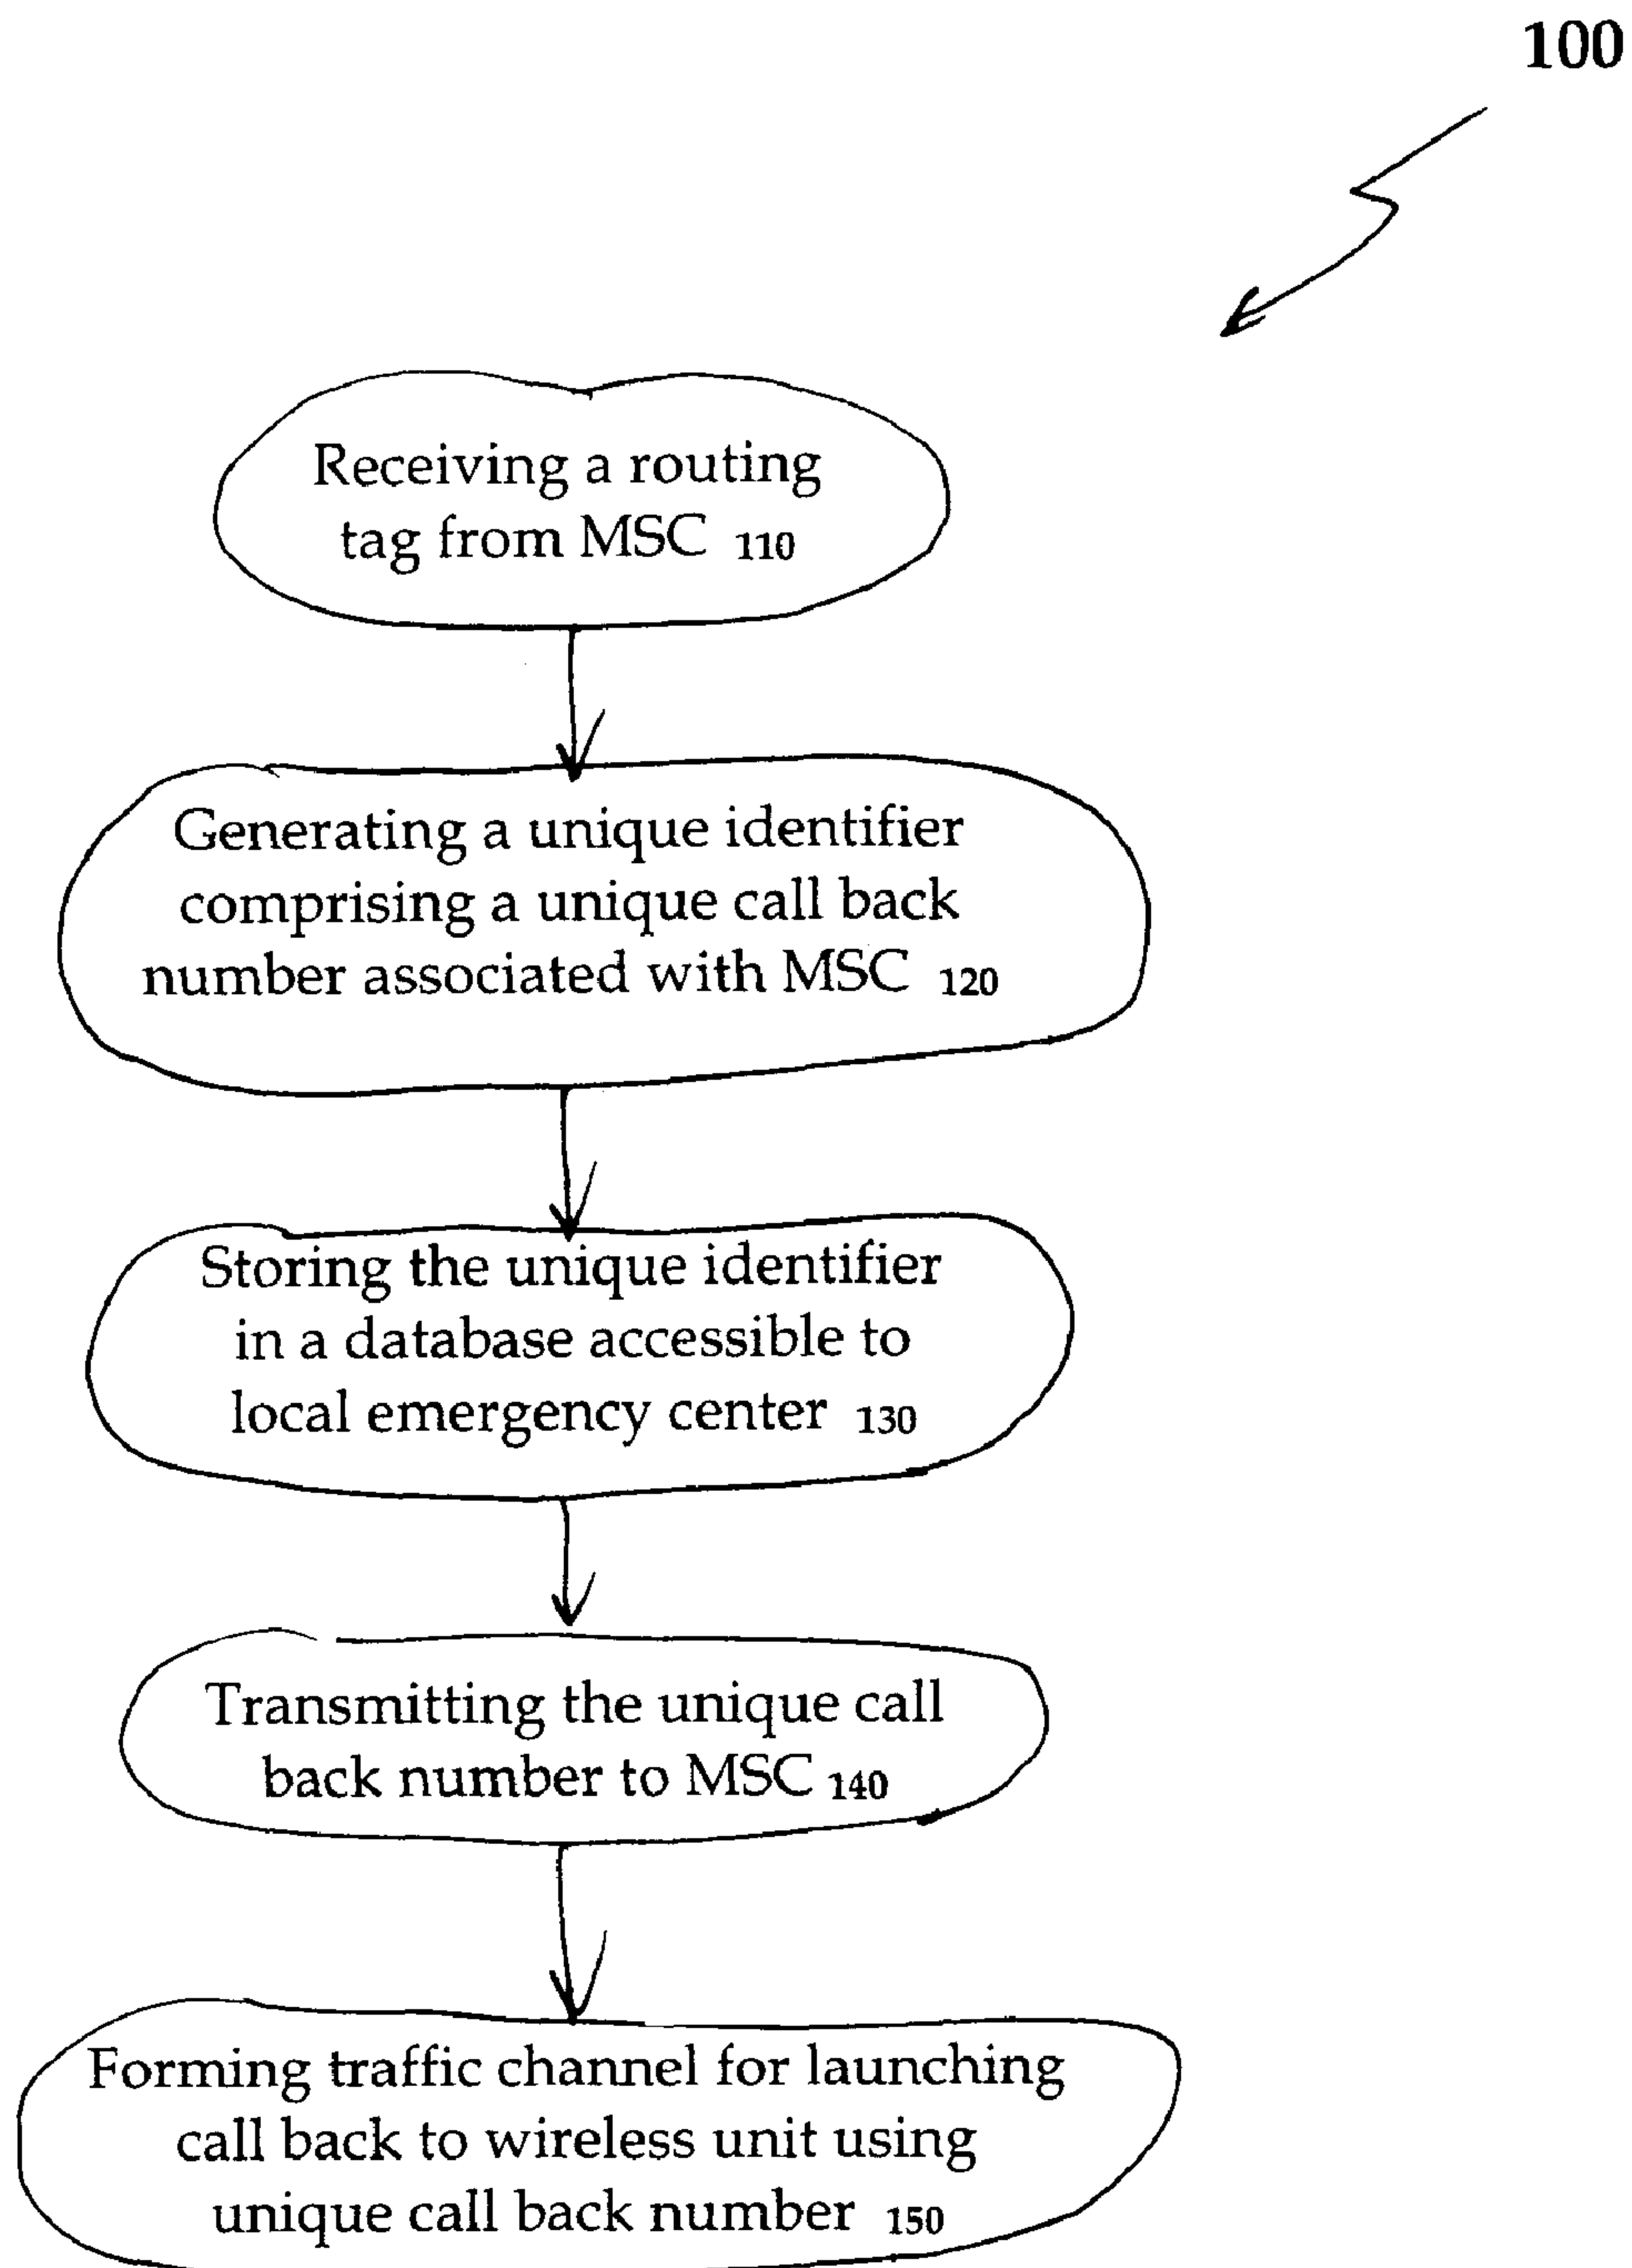 100
Receiving a routing
tag from MSC 110
Generating a unique identifier
comprising a unique call back
number associated with MSC 120
Storing the unique identifier
in a database accessible to
local emergency center 130
Transmitting the unique call
back number to MSC 140
Forming traffic channel for launching
call back to wireless unit using
unique call back number 150